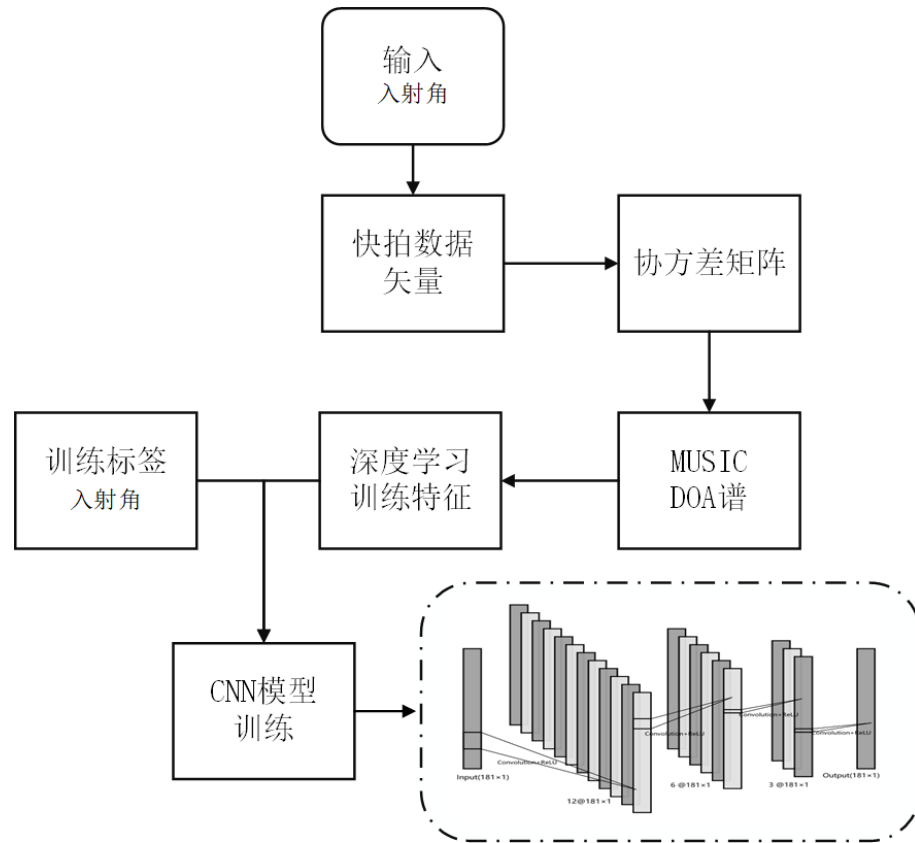 输入
入射角
快拍数据
矢量
协方差矩阵
训练标签
入射角
深度学习
训练特征
MUSIC
DOA谱
CNN模型
训练
Convolution+ReLU
Convolution+ReLU
Convolution+ReLU
Convolution+ReLU
Input(181×1)
12@181×1
6@181×1
3@181×1
Output(181×1)